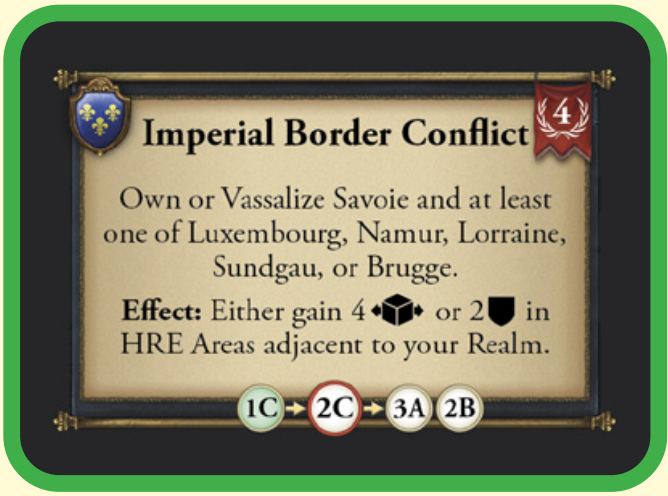 4
Imperial Border Conflict
Own or Vassalize Savoie and at least
one of Luxembourg, Namur, Lorraine,
Sundgau, or Brugge.
Effect: Either gain 4 or 2 in
HRE Areas adjacent to your Realm.
1C 2C 3A 2B